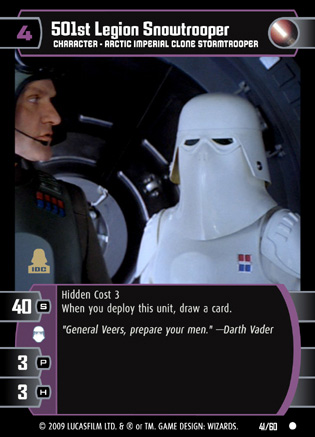 4
501st Legion Snowtrooper
CHARACTER • ARCTIC IMPERIAL CLONE STORMTROOPER
IDC
40 S
Hidden Cost 3
When you deploy this unit, draw a card.
"General Veers, prepare your men." —Darth Vader
3 P
3 H
© 2009 LUCASFILM LTD. & ® or TM. GAME DESIGN: WIZARDS.
41/60